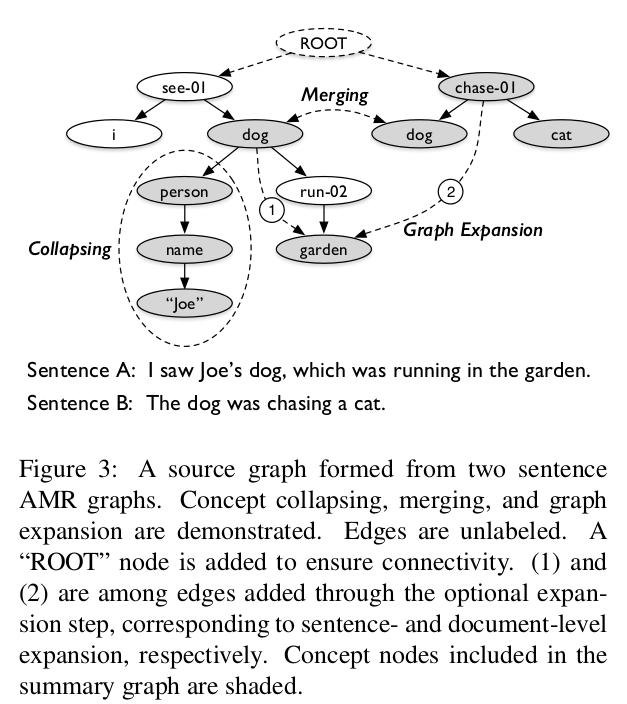 ROOT
see-01
chase-01
Merging
i
dog
dog
cat
person
run-02
1
2
Collapsing
name
garden
Graph Expansion
“Joe”
Sentence A: I saw Joe's dog, which was running in the garden.
Sentence B: The dog was chasing a cat.
Figure 3: A source graph formed from two sentence
AMR graphs. Concept collapsing, merging, and graph
expansion are demonstrated. Edges are unlabeled. A
“ROOT” node is added to ensure connectivity. (1) and
(2) are among edges added through the optional expan-
sion step, corresponding to sentence- and document-level
expansion, respectively. Concept nodes included in the
summary graph are shaded.